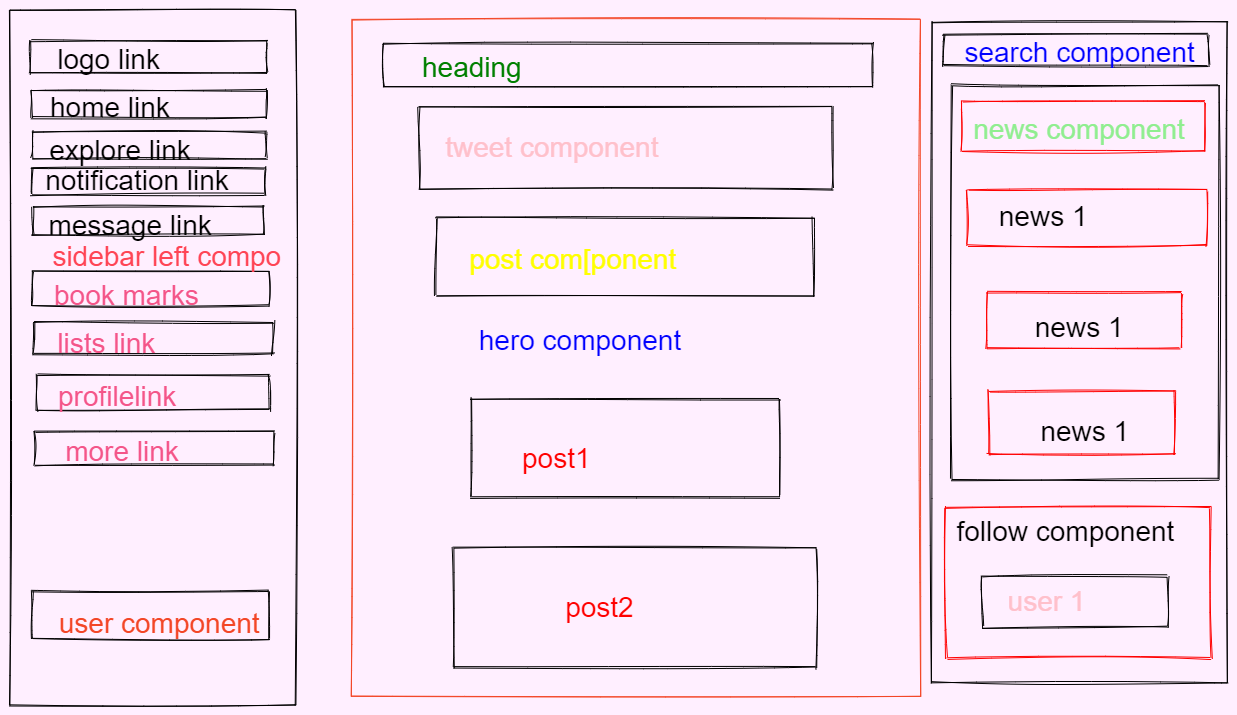 logo link
home link
explore link
notification link
message link
sidebar left compo
book marks
lists link
profilelink
more link
user component
heading
tweet component
post com[ponent
hero component
post1
post2
search component
news component
news 1
news 1
news 1
follow component
user 1